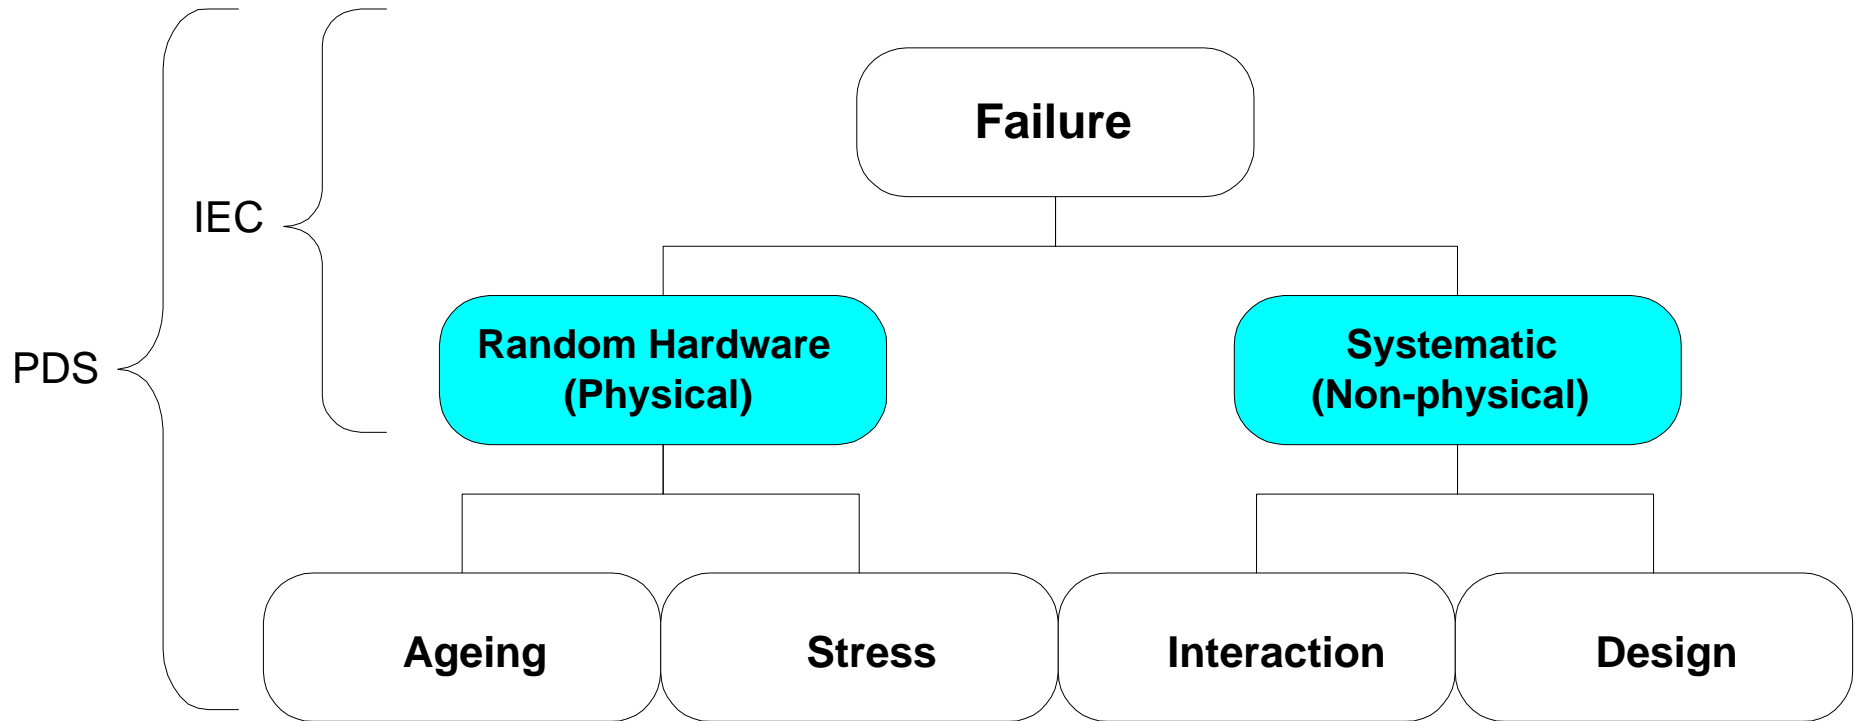 Failure
IEC
Random Hardware
(Physical)
Systematic
(Non-physical)
PDS
Ageing
Stress
Interaction
Design